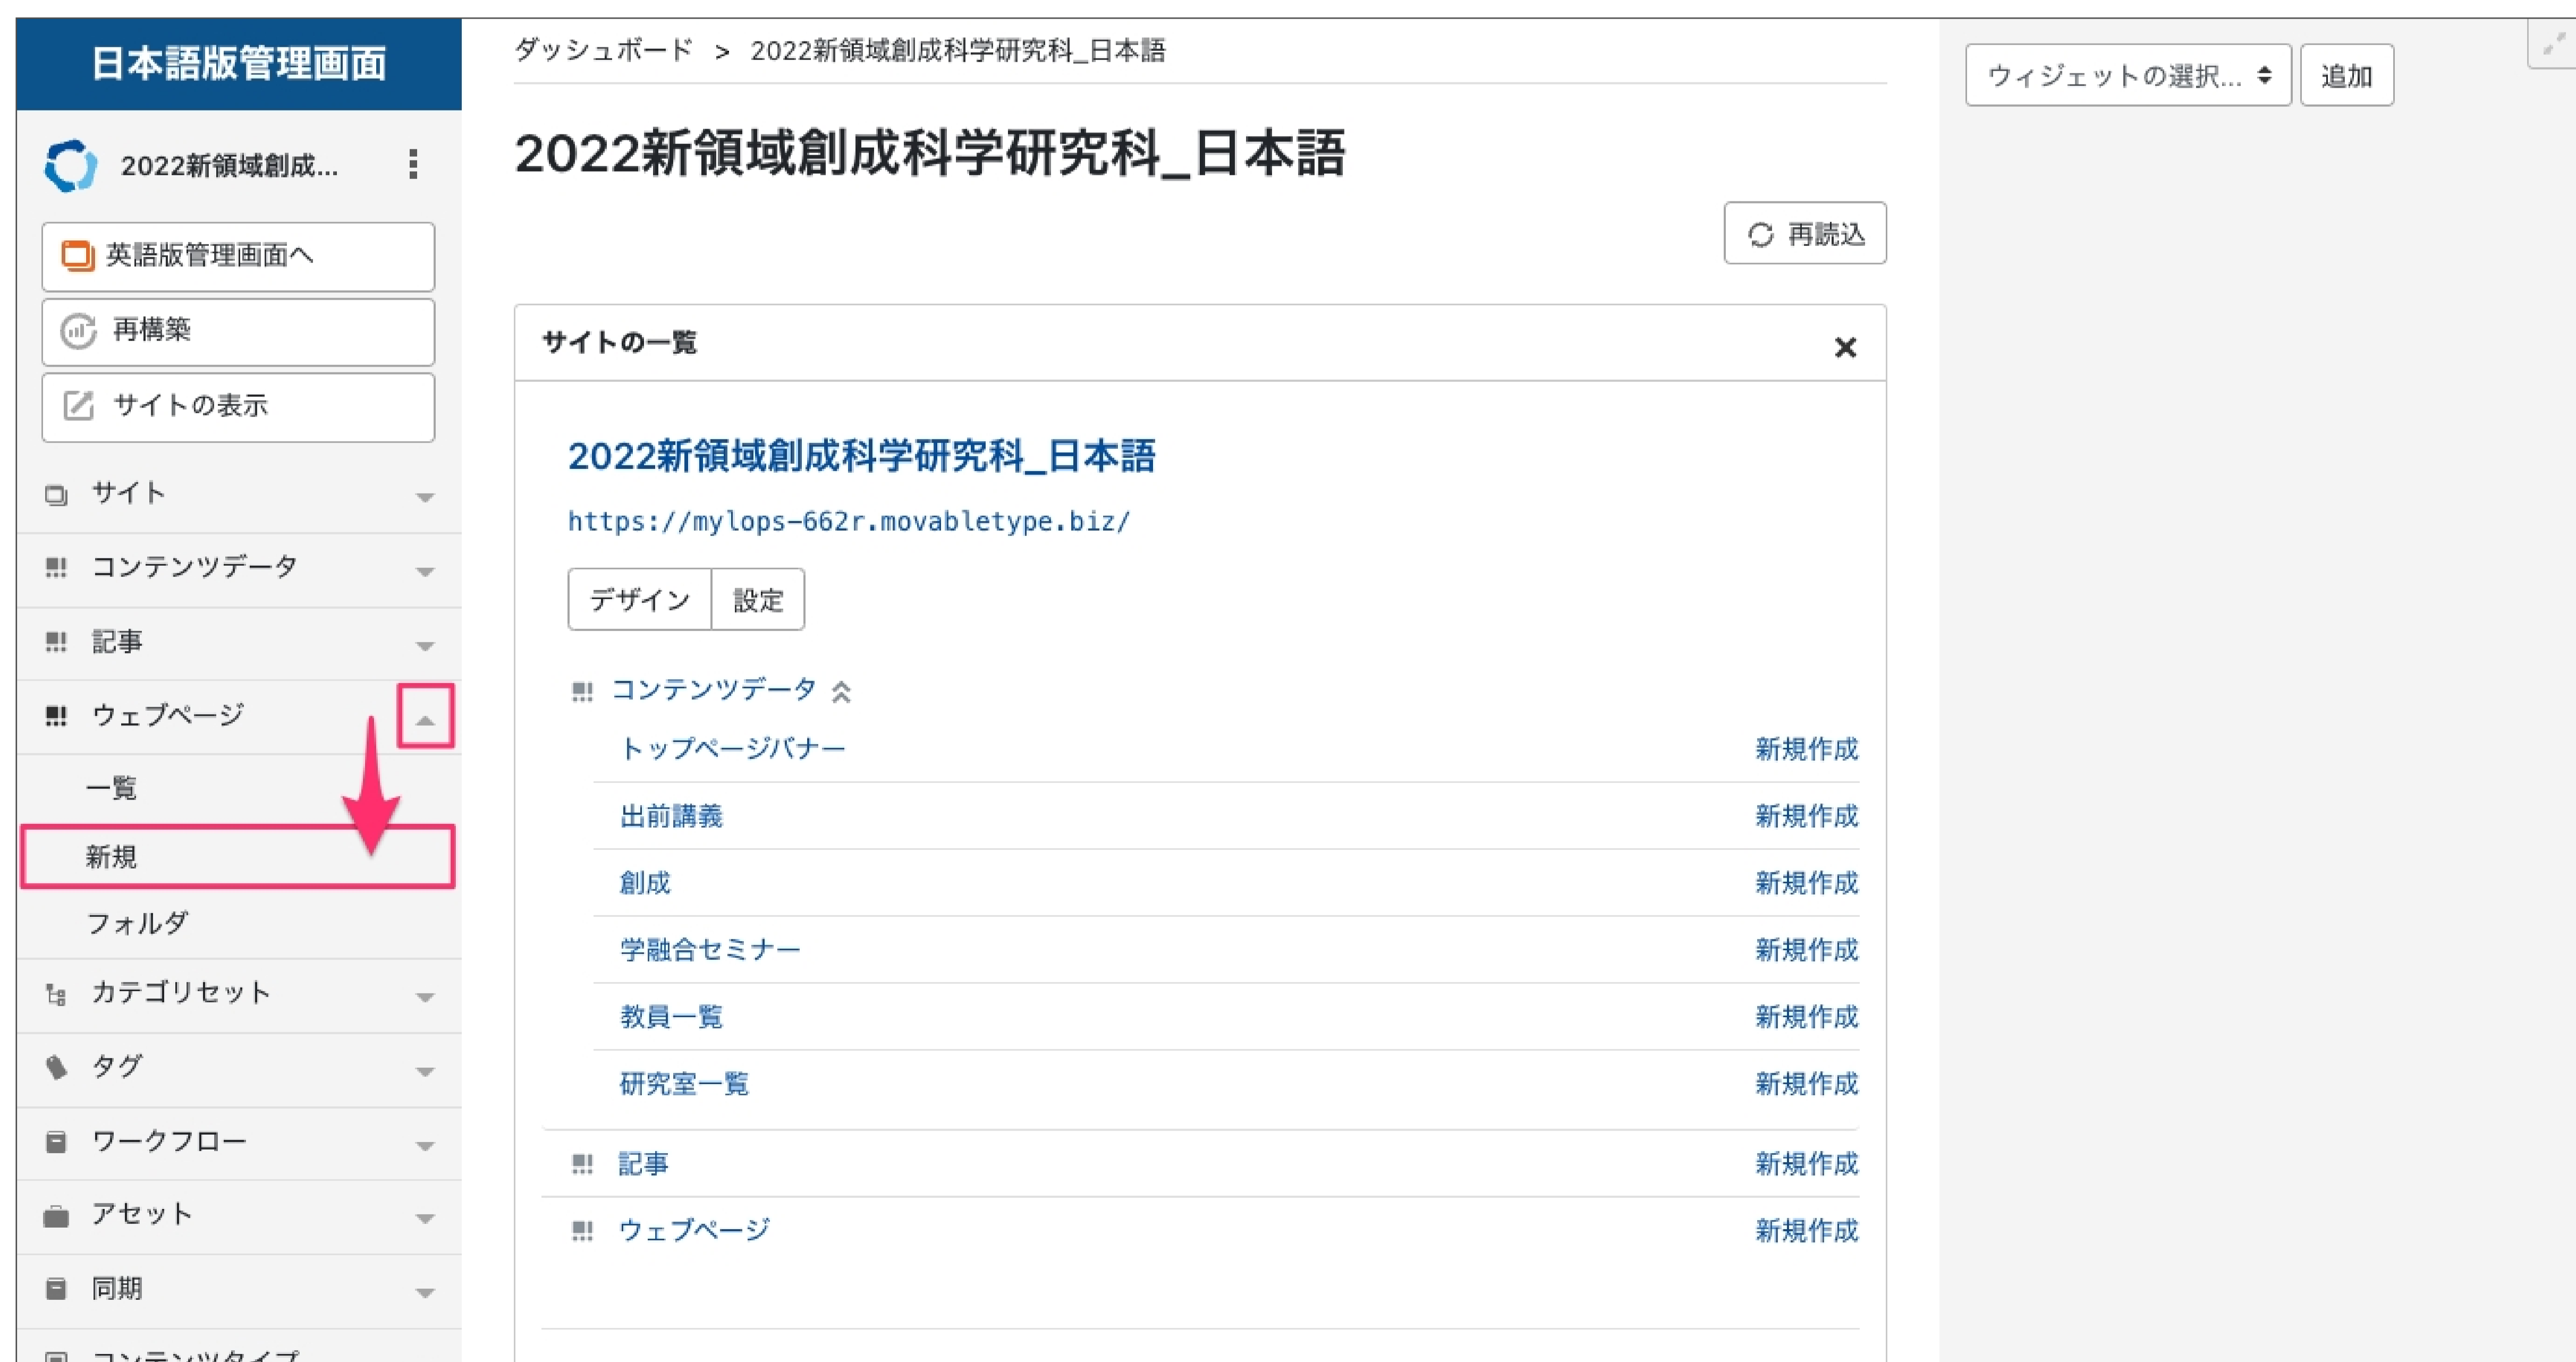 日本語版管理画面
2022新領域創成...
英語版管理画面へ
再構築
サイトの表示
サイト
コンテンツデータ
記事
ウェブページ
一覧
新規
フォルダ
カテゴリセット
タグ
ワークフロー
アセット
同期
コンテンツタイプ
ダッシュボード > 2022新領域創成科学研究科_日本語
2022新領域創成科学研究科_日本語
再読込
サイトの一覧
2022新領域創成科学研究科_日本語
https://mylops-662r.movabletype.biz/
デザイン 設定
コンテンツデータ
トップページバナー 新規作成
出前講義 新規作成
創成 新規作成
学融合セミナー 新規作成
教員一覧 新規作成
研究室一覧 新規作成
記事 新規作成
ウェブページ 新規作成
ウィジェットの選択... 追加